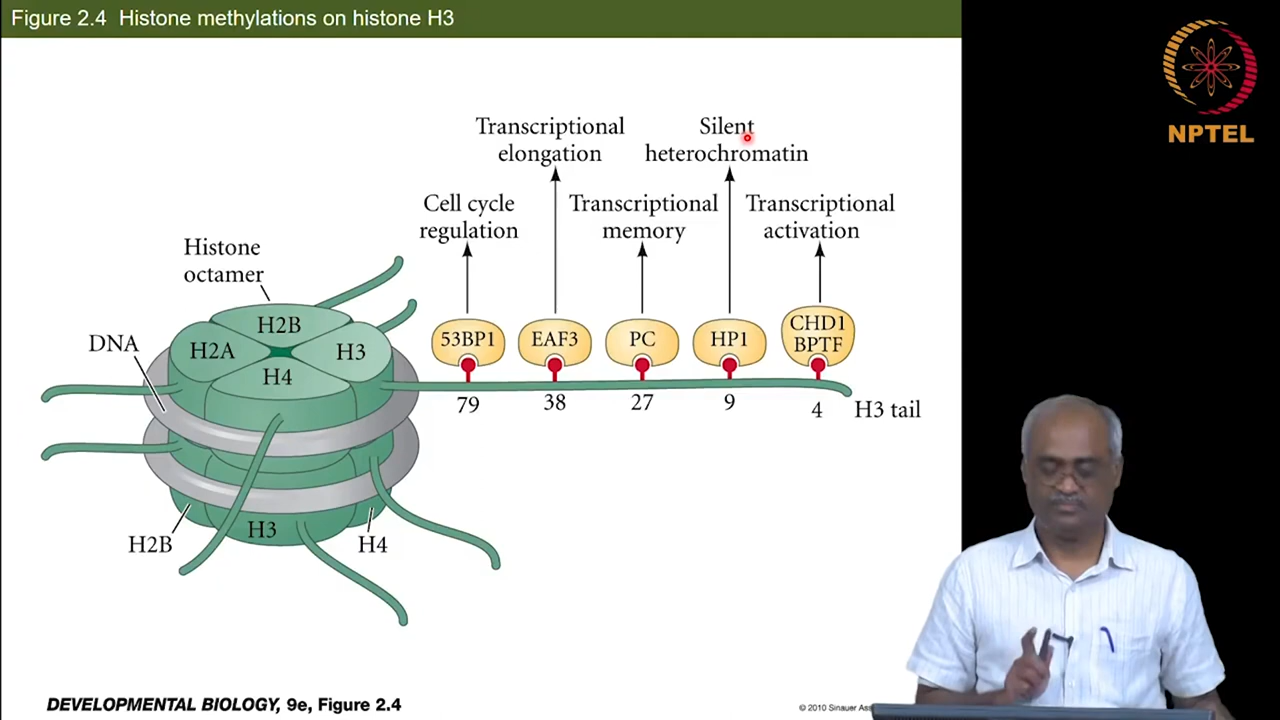 Figure 2.4 Histone methylations on histone H3
NPTEL
Transcriptional
elongation
Silent
heterochromatin
Cell cycle
regulation
Transcriptional
memory
Transcriptional
activation
Histone
octamer
DNA
H2B
H2A
H3
H4
53BP1
EAF3
PC
HP1
CHD1
BPTF
79
38
27
9
4
H3 tail
H2B
H3
H4
DEVELOPMENTAL BIOLOGY, 9e, Figure 2.4
© 2010 Sinauer